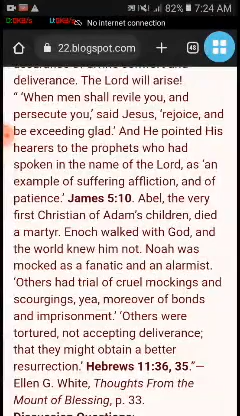 82% 7:24 AM
No internet connection
22.blogspot.com
48
deliverance. The Lord will arise!
“ ‘When men shall revile you, and
persecute you,’ said Jesus, ‘rejoice, and
be exceeding glad.’ And He pointed His
hearers to the prophets who had
spoken in the name of the Lord, as ‘an
example of suffering affliction, and of
patience.’ James 5:10. Abel, the very
first Christian of Adam’s children, died
a martyr. Enoch walked with God, and
the world knew him not. Noah was
mocked as a fanatic and an alarmist.
‘Others had trial of cruel mockings and
scourgings, yea, moreover of bonds
and imprisonment.’ ‘Others were
tortured, not accepting deliverance;
that they might obtain a better
resurrection.’ Hebrews 11:36, 35.”—
Ellen G. White, Thoughts From the
Mount of Blessing, p. 33.
Discussion Questions: